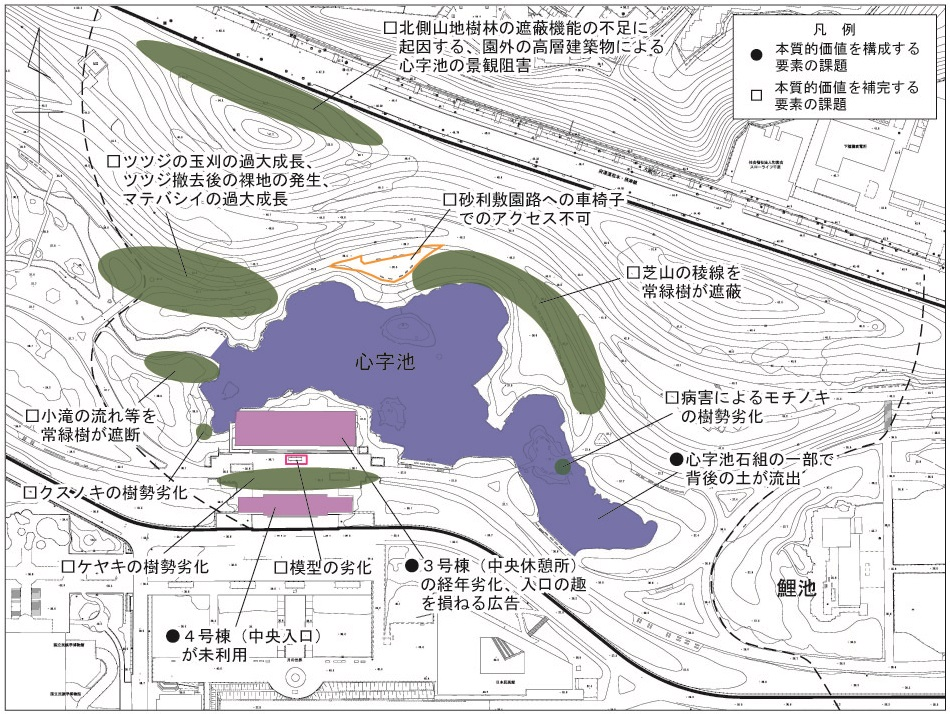 □北側山地樹林の遮蔽機能の不足に
起因する、園外の高層建築物による
心字池の景観阻害
凡 例
● 本質的価値を構成する
要素の課題
□ 本質的価値を補完する
要素の課題
□ツツジの玉刈の過大成長、
ツツジ撤去後の裸地の発生、
マテバシイの過大成長
□砂利敷園路への車椅子
でのアクセス不可
□芝山の稜線を
常緑樹が遮蔽
心字池
□小滝の流れ等を
常緑樹が遮断
□病害によるモチノキ
の樹勢劣化
●心字池石組の一部で
背後の土が流出
□クスノキの樹勢劣化
□ケヤキの樹勢劣化
□模型の劣化
●３号棟（中央休憩所）
の経年劣化、入口の趣
を損ねる広告
鯉池
●４号棟（中央入口）
が未利用
日本民芸館